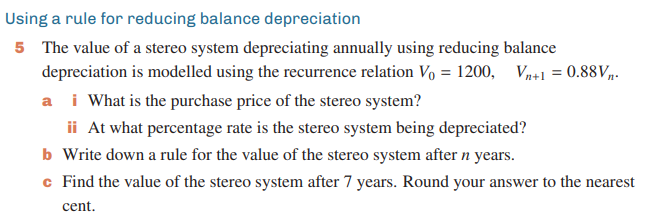 Using a rule for reducing balance depreciation
5 The value of a stereo system depreciating annually using reducing balance
depreciation is modelled using the recurrence relation V₀ = 1200, Vₙ₊₁ = 0.88Vₙ.
a i What is the purchase price of the stereo system?
ii At what percentage rate is the stereo system being depreciated?
b Write down a rule for the value of the stereo system after n years.
c Find the value of the stereo system after 7 years. Round your answer to the nearest
cent.